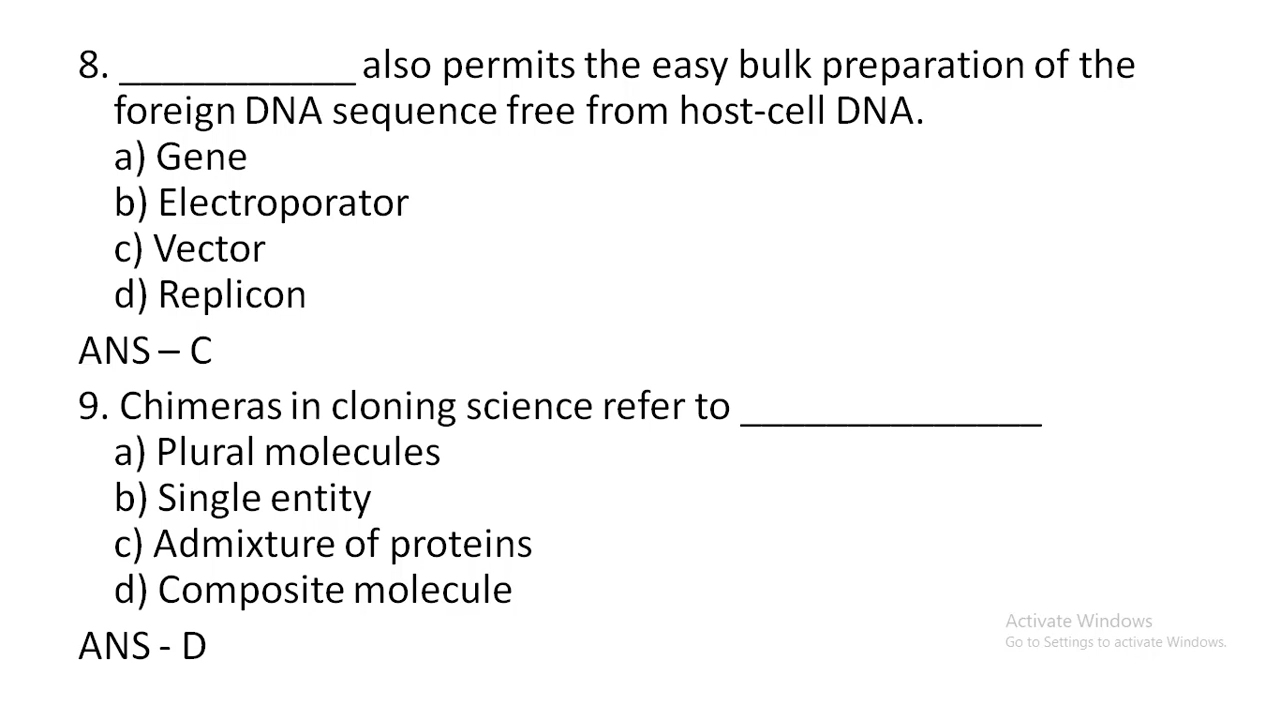 8. ___________ also permits the easy bulk preparation of the
foreign DNA sequence free from host-cell DNA.
a) Gene
b) Electroporator
c) Vector
d) Replicon
ANS – C
9. Chimeras in cloning science refer to ______________
a) Plural molecules
b) Single entity
c) Admixture of proteins
d) Composite molecule
ANS - D
Activate Windows
Go to Settings to activate Windows.